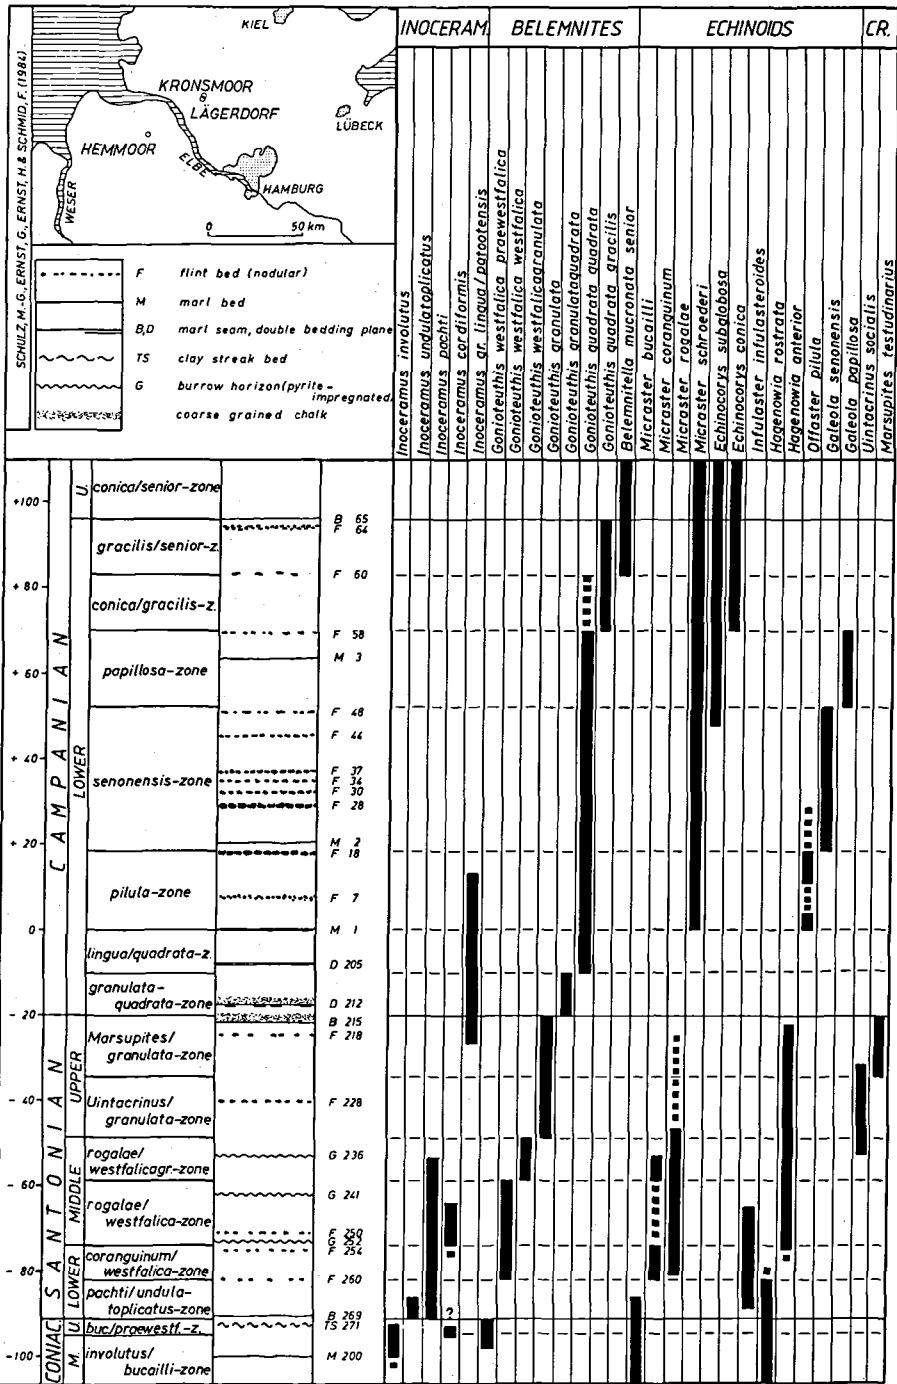 SCHULZ, M.-G., ERNST, G., ERNST, H. & SCHMID, F. (1984)
KIEL
KRONSMOOR
&
LÄGERDORF
LÜBECK
HEMMOOR
ELBE
WESER
HAMBURG
0 50 km
F flint bed (nodular)
M marl bed
B,D marl seam, double bedding plane
TS clay streak bed
G burrow horizon (pyrite-
impregnated)
coarse grained chalk
INOCERAM.
BELEMNITES
ECHINOIDS
CR.
Inoceramus involutus
Inoceramus undulatoplicatus
Inoceramus pachti
Inoceramus cordiformis
Inoceramus gr. lingua/patootensis
Gonioteuthis westfalica praewestfalica
Gonioteuthis westfalica westfalica
Gonioteuthis westfalicagranulata
Gonioteuthis granulata
Gonioteuthis granulataquadrata
Gonioteuthis quadrata quadrata
Gonioteuthis quadrata gracilis
Belemnitella mucronata senior
Micraster bucailli
Micraster coranguinum
Micraster rogalae
Micraster schroederi
Echinocorys subglobosa
Echinocorys conica
Infulaster infulasteroides
Hagenowia rostrata
Hagenowia anterior
Offaster pilula
Galeola senonensis
Galeola papillosa
Uintacrinus socialis
Marsupites testudinarius
+100
+ 80
+ 60
+ 40
+ 20
0
- 20
- 40
- 60
- 80
-100
CAMPANIAN
SANTONIAN
CONIAC.
U.
LOWER
UPPER
MIDDLE
LOWER
U.
M.
conica/senior-zone
B 65
F 64
gracilis/senior-z.
F 60
conica/gracilis-z.
F 58
M 3
papillosa-zone
F 48
F 44
F 37
senonensis-zone
F 34
F 30
F 28
M 2
F 18
pilula-zone
F 7
M 1
lingua/quadrata-z.
D 205
granulata-
quadrata-zone
D 212
B 215
F 218
Marsupites/
granulata-zone
F 228
Uintacrinus/
granulata-zone
rogalae/
westfalicagr.-zone
G 236
G 241
rogalae/
westfalica-zone
F 250
G 252
F 254
coranguinum/
westfalica-zone
F 260
pachti/undula-
toplicatus-zone
B 269
?
buc/praewestf.-z.
TS 271
involutus/
bucailli-zone
M 200